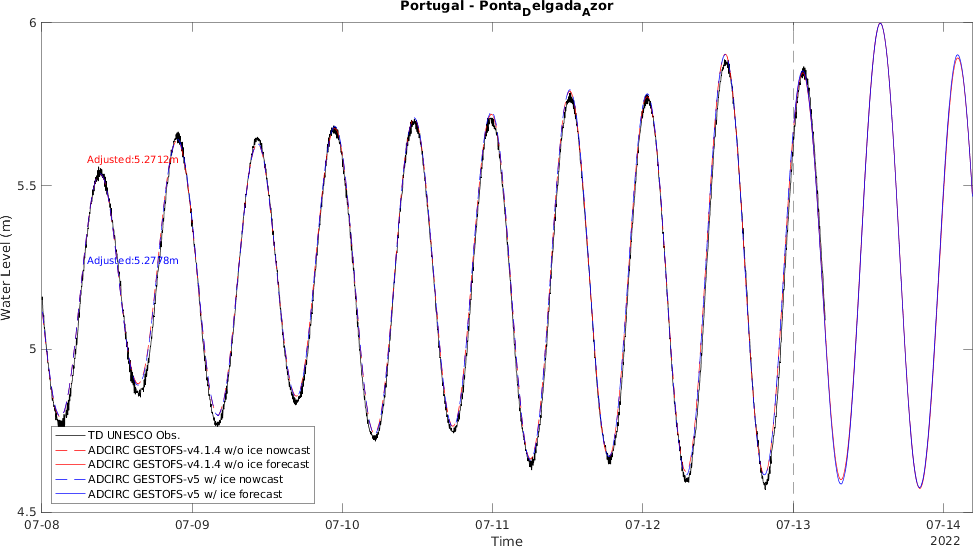 Portugal - PontaDelgadaAzor
6
5.5
5
4.5
Water Level (m)
Adjusted:5.2712m
Adjusted:5.2778m
TD UNESCO Obs.
ADCIRC GESTOFS-v4.1.4 w/o ice nowcast
ADCIRC GESTOFS-v4.1.4 w/o ice forecast
ADCIRC GESTOFS-v5 w/ ice nowcast
ADCIRC GESTOFS-v5 w/ ice forecast
07-08 07-09 07-10 07-11 07-12 07-13 07-14
Time
2022